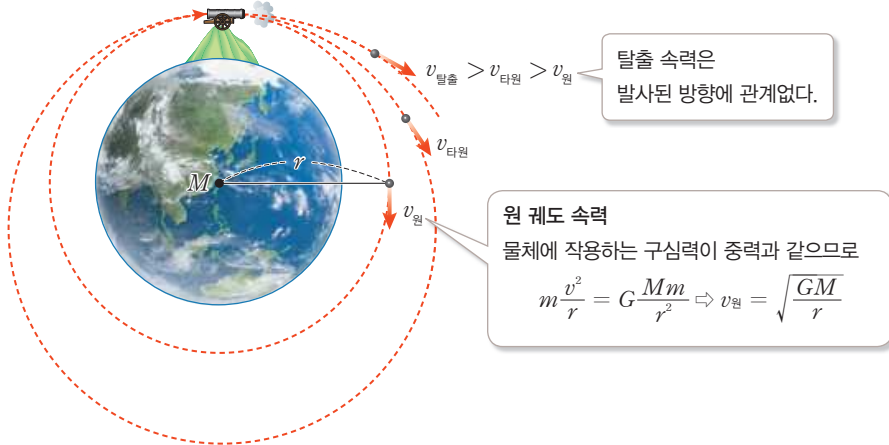 v탈출 > v타원 > v원
탈출 속력은
발사된 방향에 관계없다.
v타원
r
M
v원
원 궤도 속력
물체에 작용하는 구심력이 중력과 같으므로
m v²/r = G Mm/r² ⇨ v원 = √(GM/r)